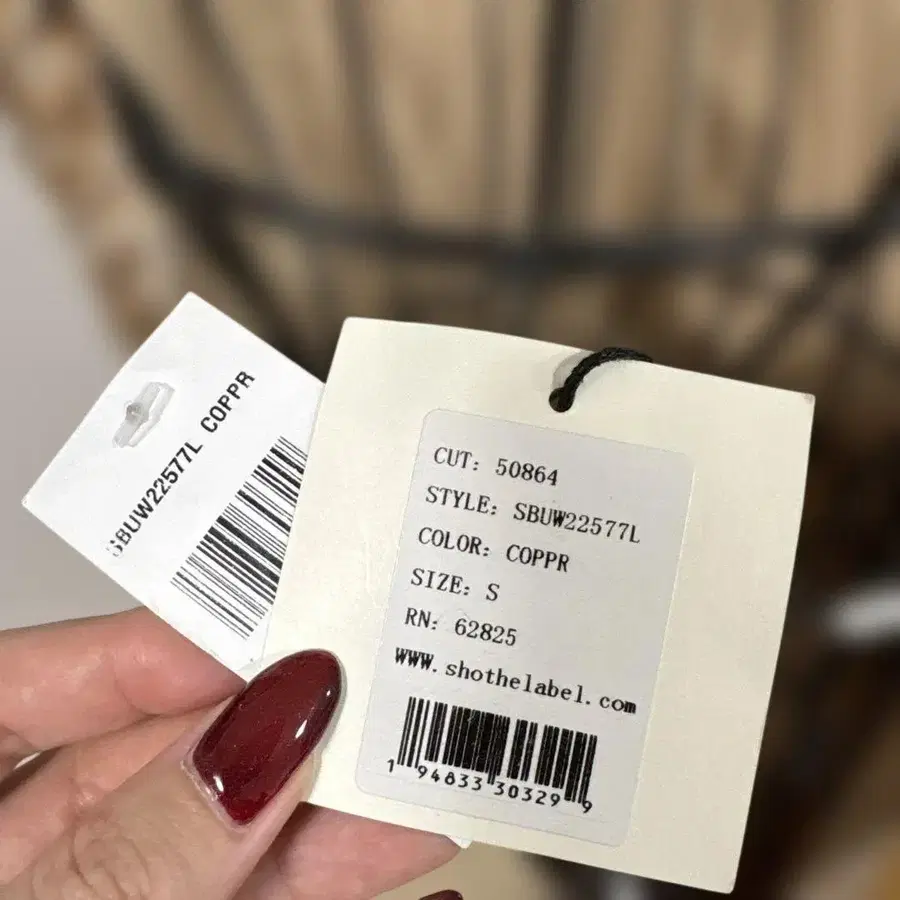 SBUW22577L COPPR
CUT: 50864
STYLE: SBUW22577L
COLOR: COPPR
SIZE: S
RN: 62825
WWW.shothelabel.com
1 94833 30329 9